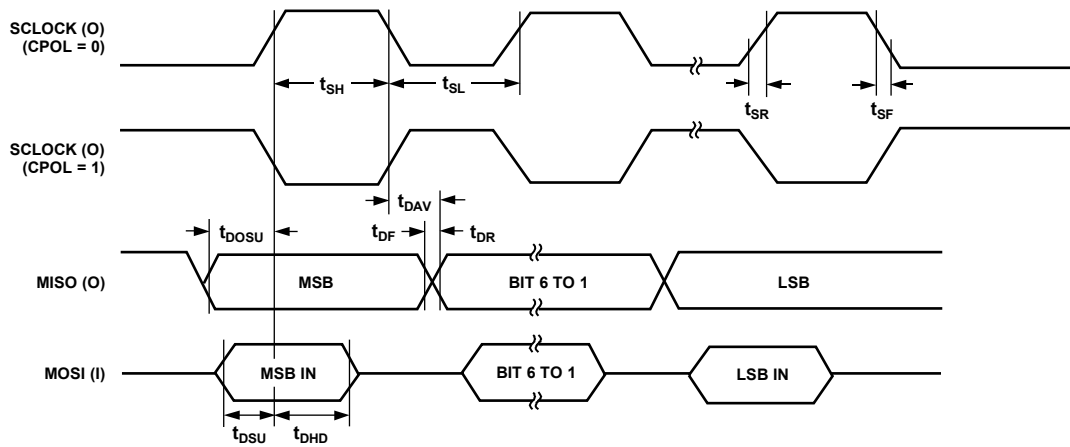 SCLOCK (O)
(CPOL = 0)
tSH
tSL
tSR
tSF
SCLOCK (O)
(CPOL = 1)
tDAV
tDOSU
tDF
tDR
MISO (O)
MSB
BIT 6 TO 1
LSB
MOSI (I)
MSB IN
BIT 6 TO 1
LSB IN
tDSU
tDHD